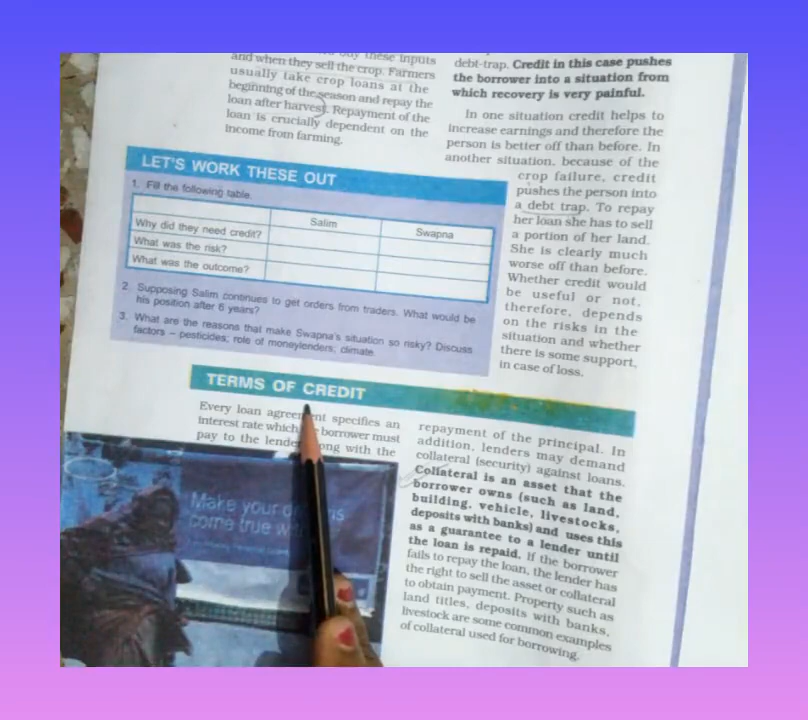 buy these inputs
and when they sell the crop. Farmers
usually take crop loans at the
beginning of the season and repay the
loan after harvest. Repayment of the
loan is crucially dependent on the
income from farming.
debt-trap. Credit in this case pushes
the borrower into a situation from
which recovery is very painful.
In one situation credit helps to
increase earnings and therefore the
person is better off than before. In
another situation, because of the
crop failure, credit
pushes the person into
a debt trap. To repay
her loan she has to sell
a portion of her land.
She is clearly much
worse off than before.
Whether credit would
be useful or not,
therefore, depends
on the risks in the
situation and whether
there is some support,
in case of loss.
LET'S WORK THESE OUT
1. Fill the following table.
Salim Swapna
Why did they need credit?
What was the risk?
What was the outcome?
2. Supposing Salim continues to get orders from traders. What would be
his position after 6 years?
3. What are the reasons that make Swapna's situation so risky? Discuss
factors – pesticides; role of moneylenders; climate.
TERMS OF CREDIT
Every loan agreement specifies an
interest rate which borrower must
pay to the lender along with the
Make your dreams
come true with
repayment of the principal. In
addition, lenders may demand
collateral (security) against loans.
Collateral is an asset that the
borrower owns (such as land,
building, vehicle, livestocks,
deposits with banks) and uses this
as a guarantee to a lender until
the loan is repaid. If the borrower
fails to repay the loan, the lender has
the right to sell the asset or collateral
to obtain payment. Property such as
land titles, deposits with banks,
livestock are some common examples
of collateral used for borrowing.